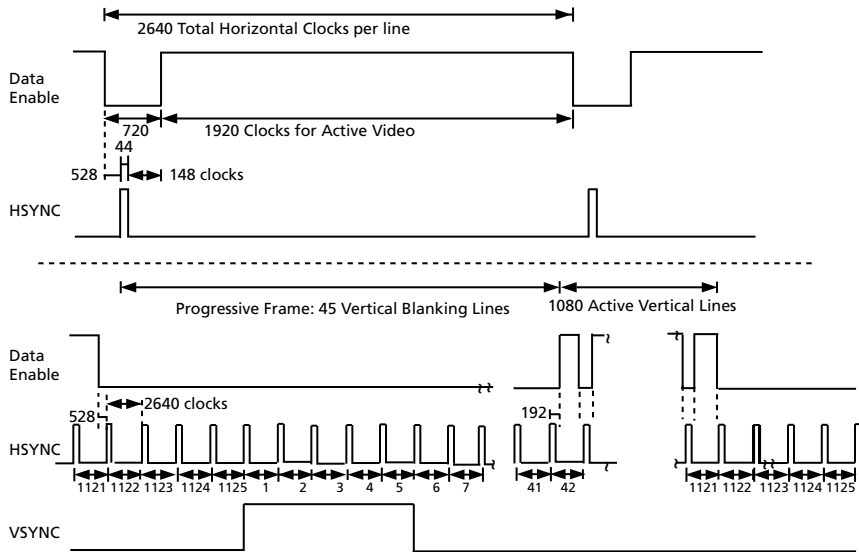 2640 Total Horizontal Clocks per line
Data
Enable
720
1920 Clocks for Active Video
44
528
148 clocks
HSYNC
Progressive Frame: 45 Vertical Blanking Lines
1080 Active Vertical Lines
Data
Enable
528
2640 clocks
192
HSYNC
1121 1122 1123 1124 1125 1 2 3 4 5 6 7 41 42 1121 1122 1123 1124 1125
VSYNC